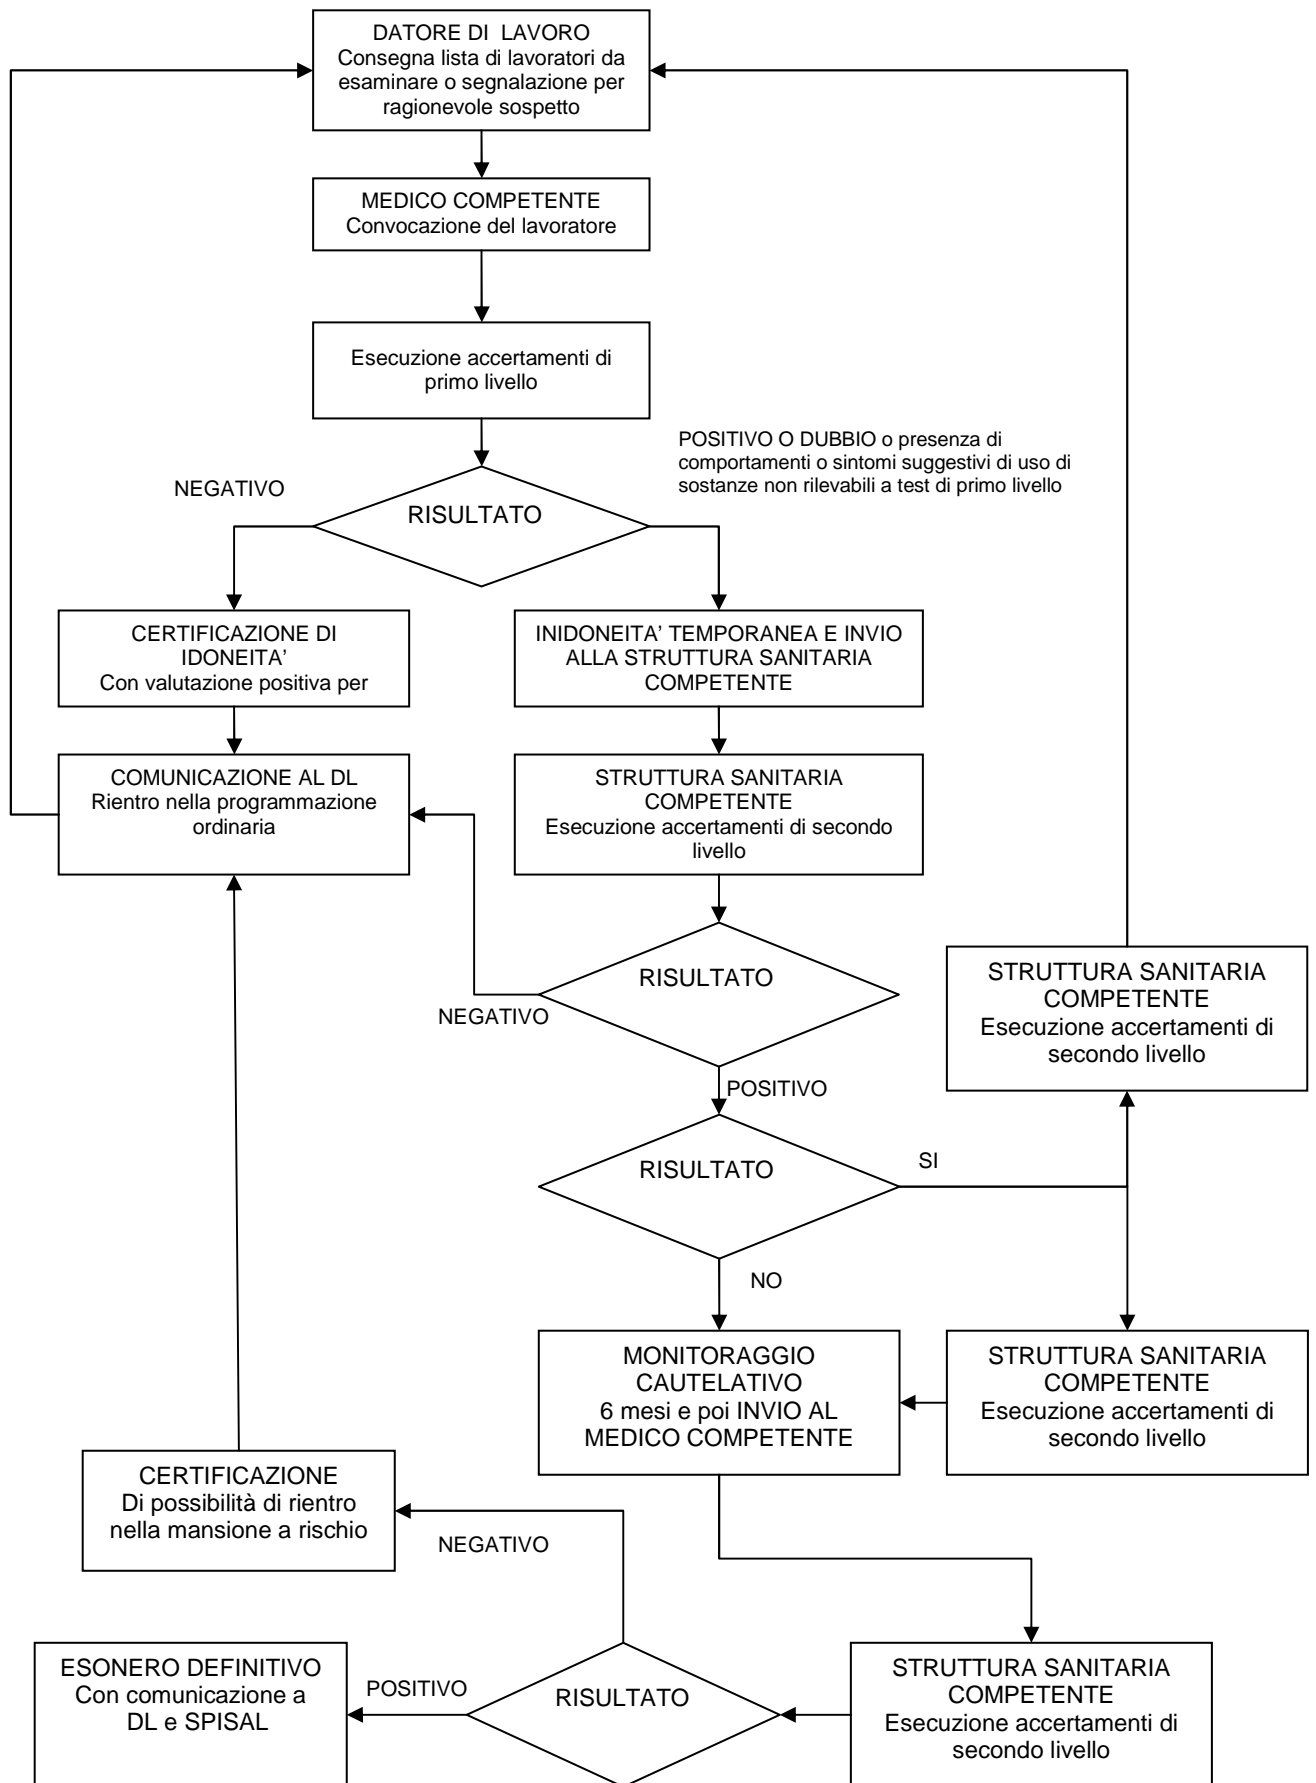 DATORE DI LAVORO
Consegna lista di lavoratori da
esaminare o segnalazione per
ragionevole sospetto
MEDICO COMPETENTE
Convocazione del lavoratore
Esecuzione accertamenti di
primo livello
POSITIVO O DUBBIO o presenza di
comportamenti o sintomi suggestivi di uso di
sostanze non rilevabili a test di primo livello
NEGATIVO
RISULTATO
CERTIFICAZIONE DI
IDONEITA’
Con valutazione positiva per
INIDONEITA’ TEMPORANEA E INVIO
ALLA STRUTTURA SANITARIA
COMPETENTE
COMUNICAZIONE AL DL
Rientro nella programmazione
ordinaria
STRUTTURA SANITARIA
COMPETENTE
Esecuzione accertamenti di secondo
livello
RISULTATO
NEGATIVO
STRUTTURA SANITARIA
COMPETENTE
Esecuzione accertamenti di
secondo livello
POSITIVO
RISULTATO
SI
NO
MONITORAGGIO
CAUTELATIVO
6 mesi e poi INVIO AL
MEDICO COMPETENTE
STRUTTURA SANITARIA
COMPETENTE
Esecuzione accertamenti di
secondo livello
CERTIFICAZIONE
Di possibilità di rientro
nella mansione a rischio
NEGATIVO
ESONERO DEFINITIVO
Con comunicazione a
DL e SPISAL
POSITIVO
RISULTATO
STRUTTURA SANITARIA
COMPETENTE
Esecuzione accertamenti di
secondo livello